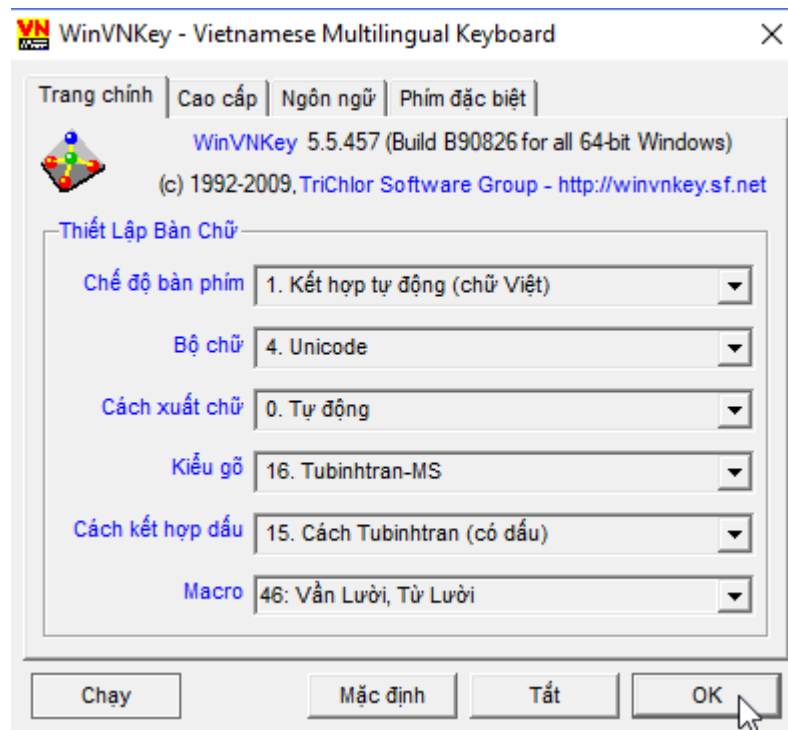 VN WinVNKey - Vietnamese Multilingual Keyboard
Trang chính Cao cấp Ngôn ngữ Phím đặc biệt
WinVNKey 5.5.457 (Build B90826 for all 64-bit Windows)
(c) 1992-2009, TriChlor Software Group - http://winvnkey.sf.net
Thiết Lập Bàn Chữ
Chế độ bàn phím 1. Kết hợp tự động (chữ Việt)
Bộ chữ 4. Unicode
Cách xuất chữ 0. Tự động
Kiểu gõ 16. Tubinhtran-MS
Cách kết hợp dấu 15. Cách Tubinhtran (có dấu)
Macro 46: Vần Lười, Từ Lười
Chạy Mặc định Tắt OK